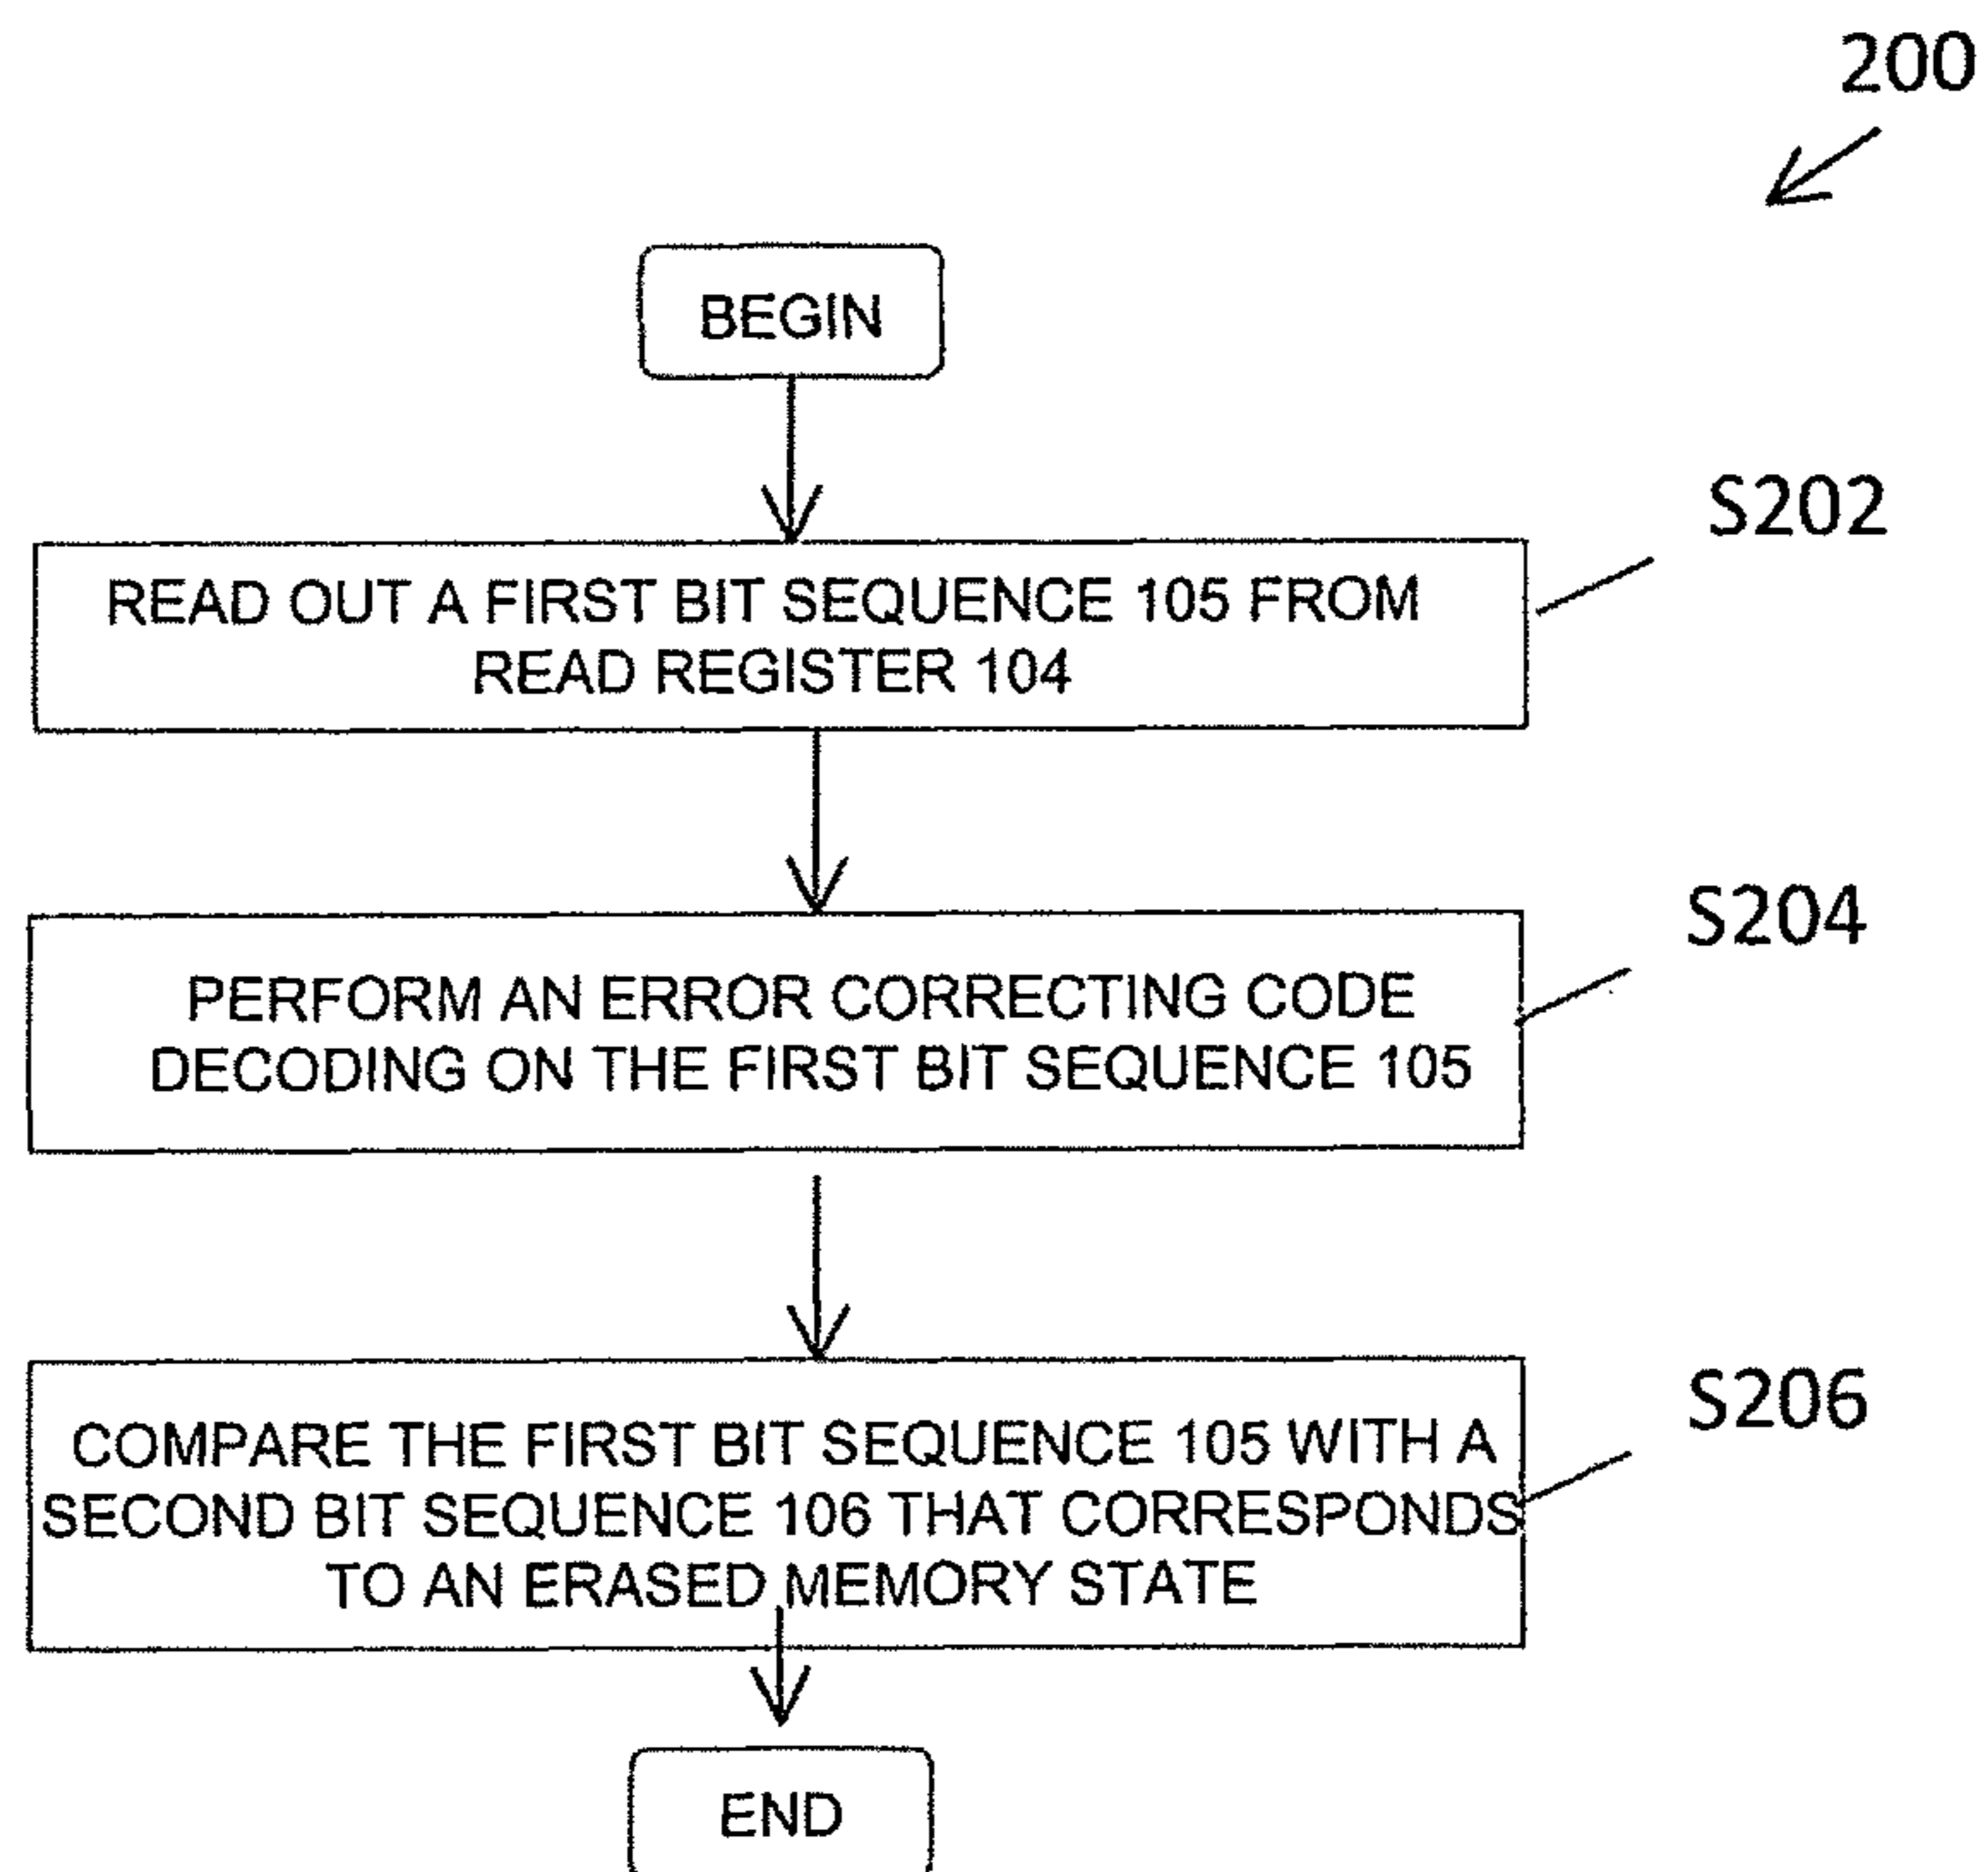 200
BEGIN
S202
READ OUT A FIRST BIT SEQUENCE 105 FROM
READ REGISTER 104
S204
PERFORM AN ERROR CORRECTING CODE
DECODING ON THE FIRST BIT SEQUENCE 105
S206
COMPARE THE FIRST BIT SEQUENCE 105 WITH A
SECOND BIT SEQUENCE 106 THAT CORRESPONDS
TO AN ERASED MEMORY STATE
END